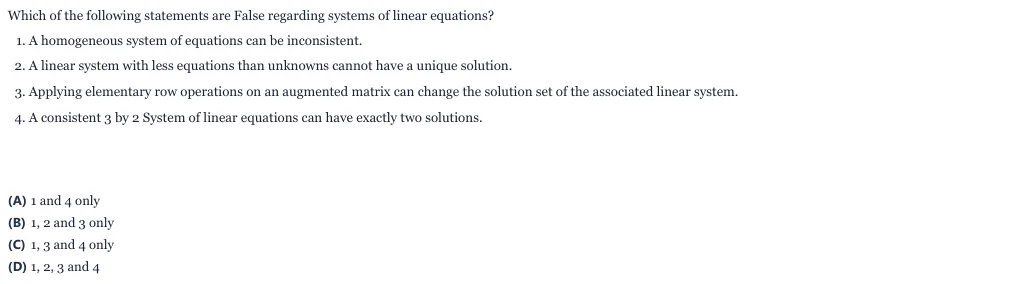 Which of the following statements are False regarding systems of linear equations?
1. A homogeneous system of equations can be inconsistent.
2. A linear system with less equations than unknowns cannot have a unique solution.
3. Applying elementary row operations on an augmented matrix can change the solution set of the associated linear system.
4. A consistent 3 by 2 System of linear equations can have exactly two solutions.
(A) 1 and 4 only
(B) 1, 2 and 3 only
(C) 1, 3 and 4 only
(D) 1, 2, 3 and 4